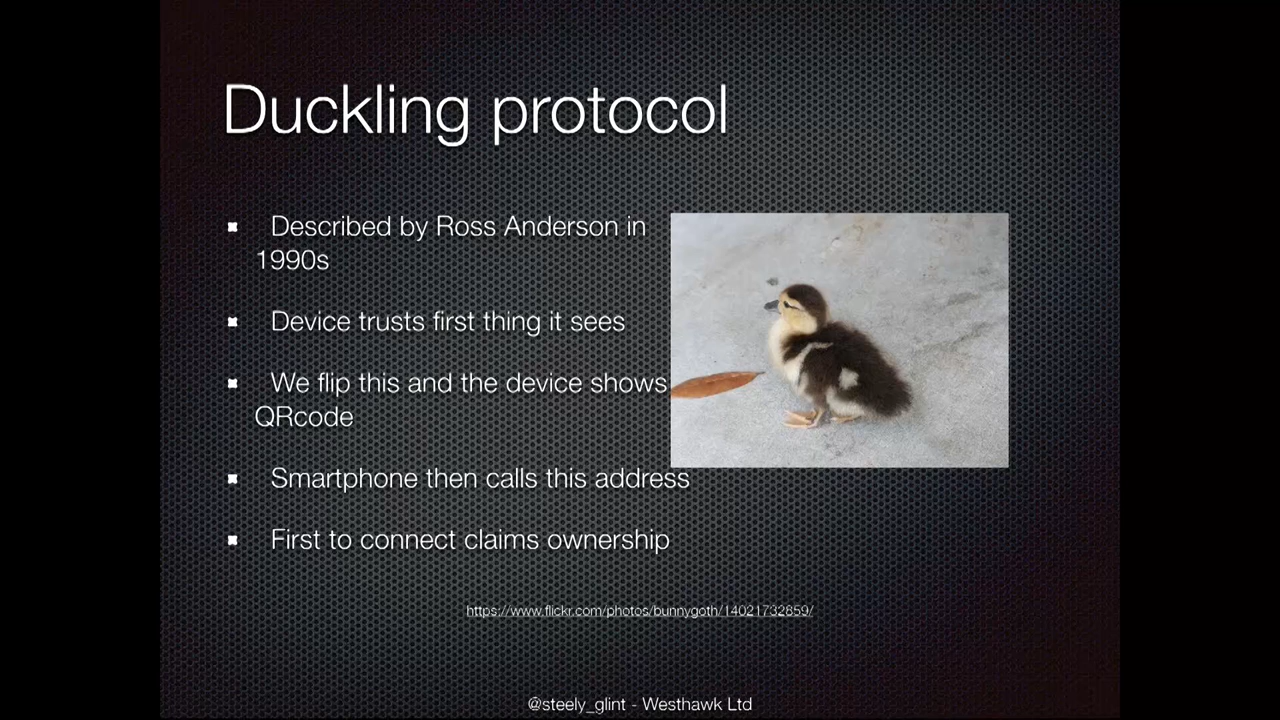 Duckling protocol
Described by Ross Anderson in
1990s
Device trusts first thing it sees
We flip this and the device shows
QRcode
Smartphone then calls this address
First to connect claims ownership
https://www.flickr.com/photos/bunnygoth/14021732859/
@steely_glint - Westhawk Ltd